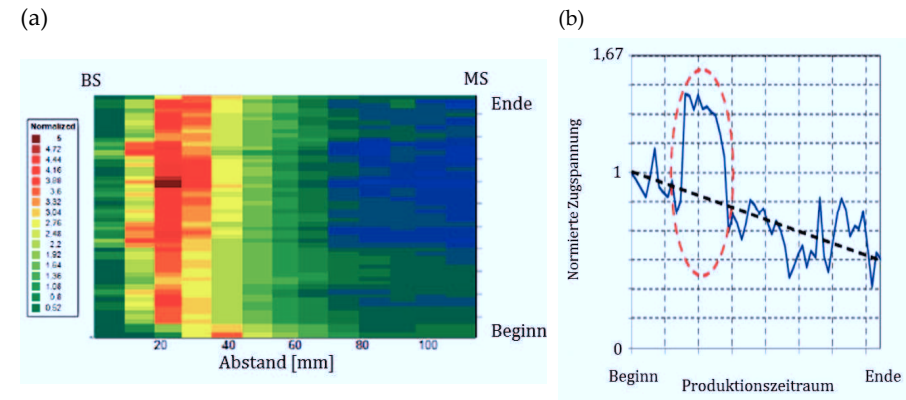 (a)
BS
MS
Ende
Normalized
5
4.72
4.44
4.16
3.88
3.6
3.32
3.04
2.76
2.48
2.2
1.92
1.64
1.36
1.08
0.8
0.52
Beginn
20
40
60
80
100
Abstand [mm]
(b)
1,67
1
0
Normierte Zugspannung
Beginn
Ende
Produktionszeitraum